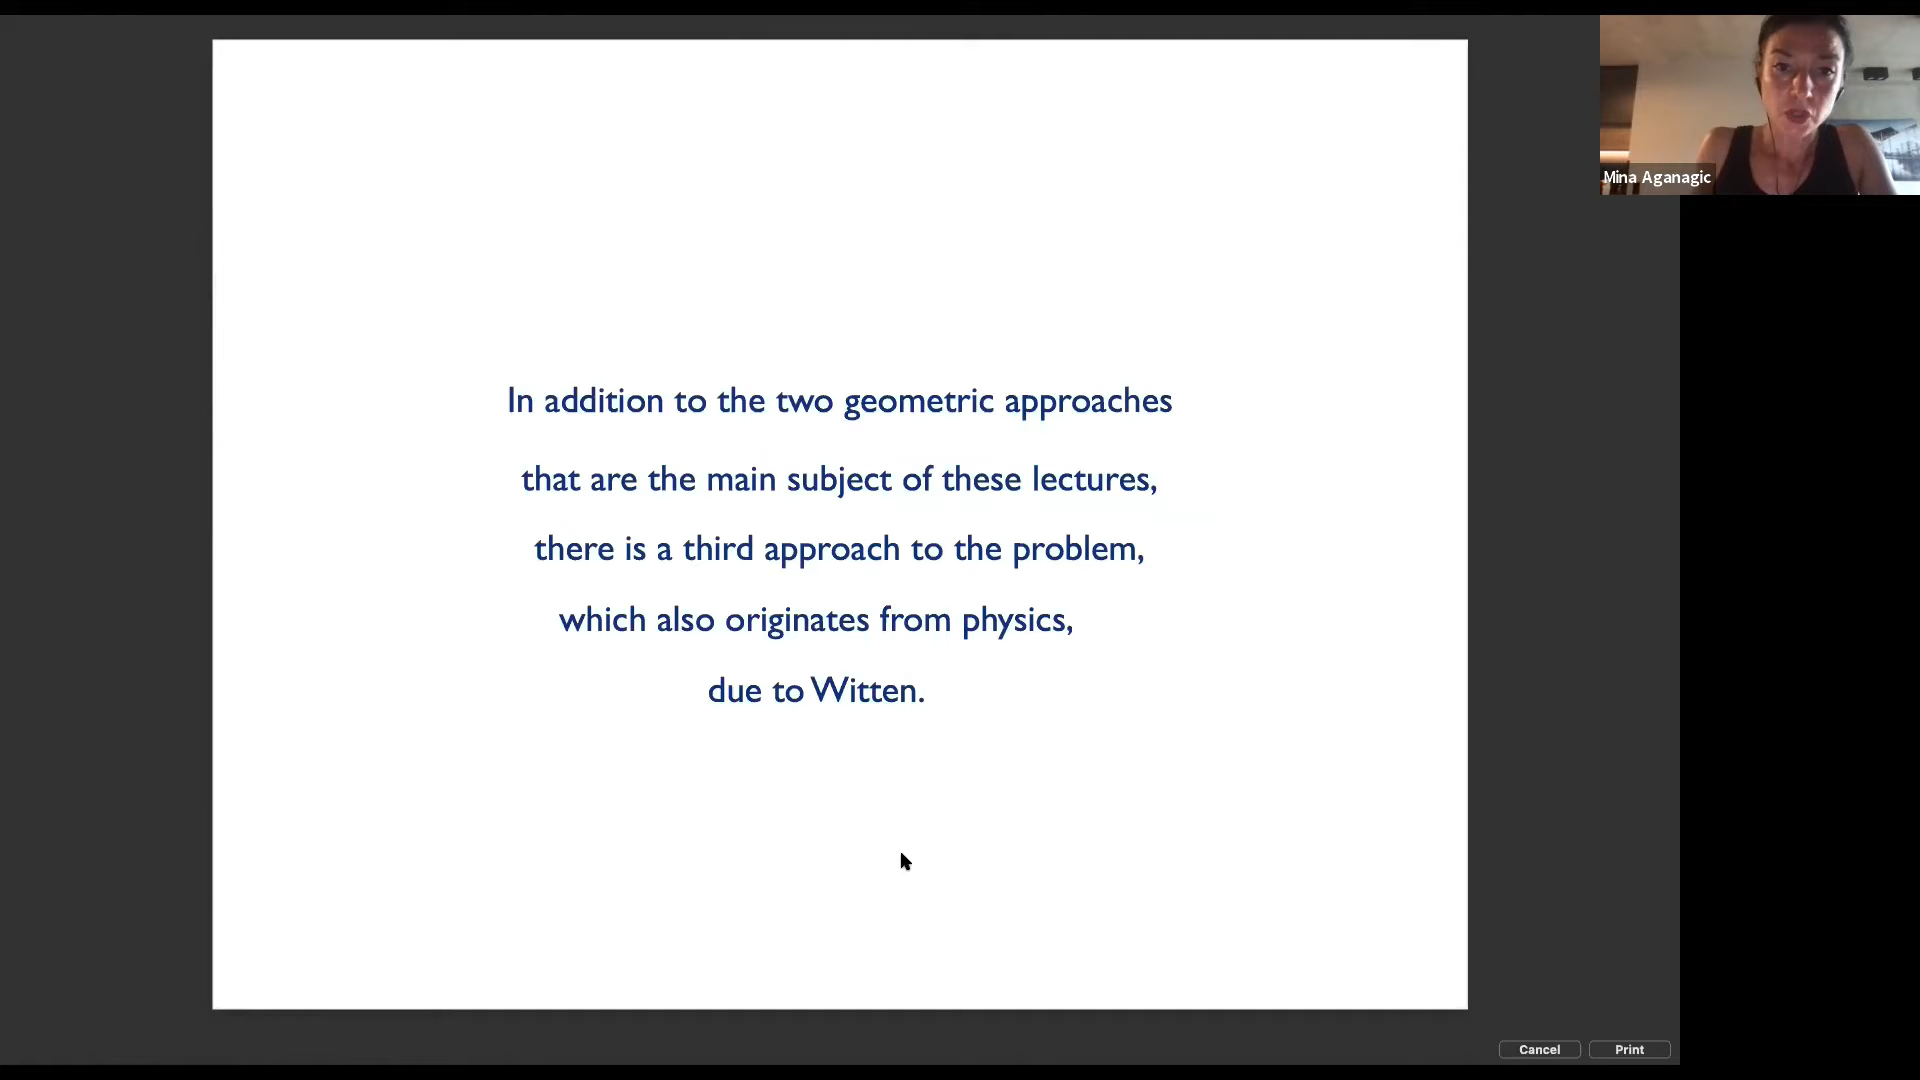 In addition to the two geometric approaches
that are the main subject of these lectures,
there is a third approach to the problem,
which also originates from physics,
due to Witten.
Mina Aganagic
Cancel
Print